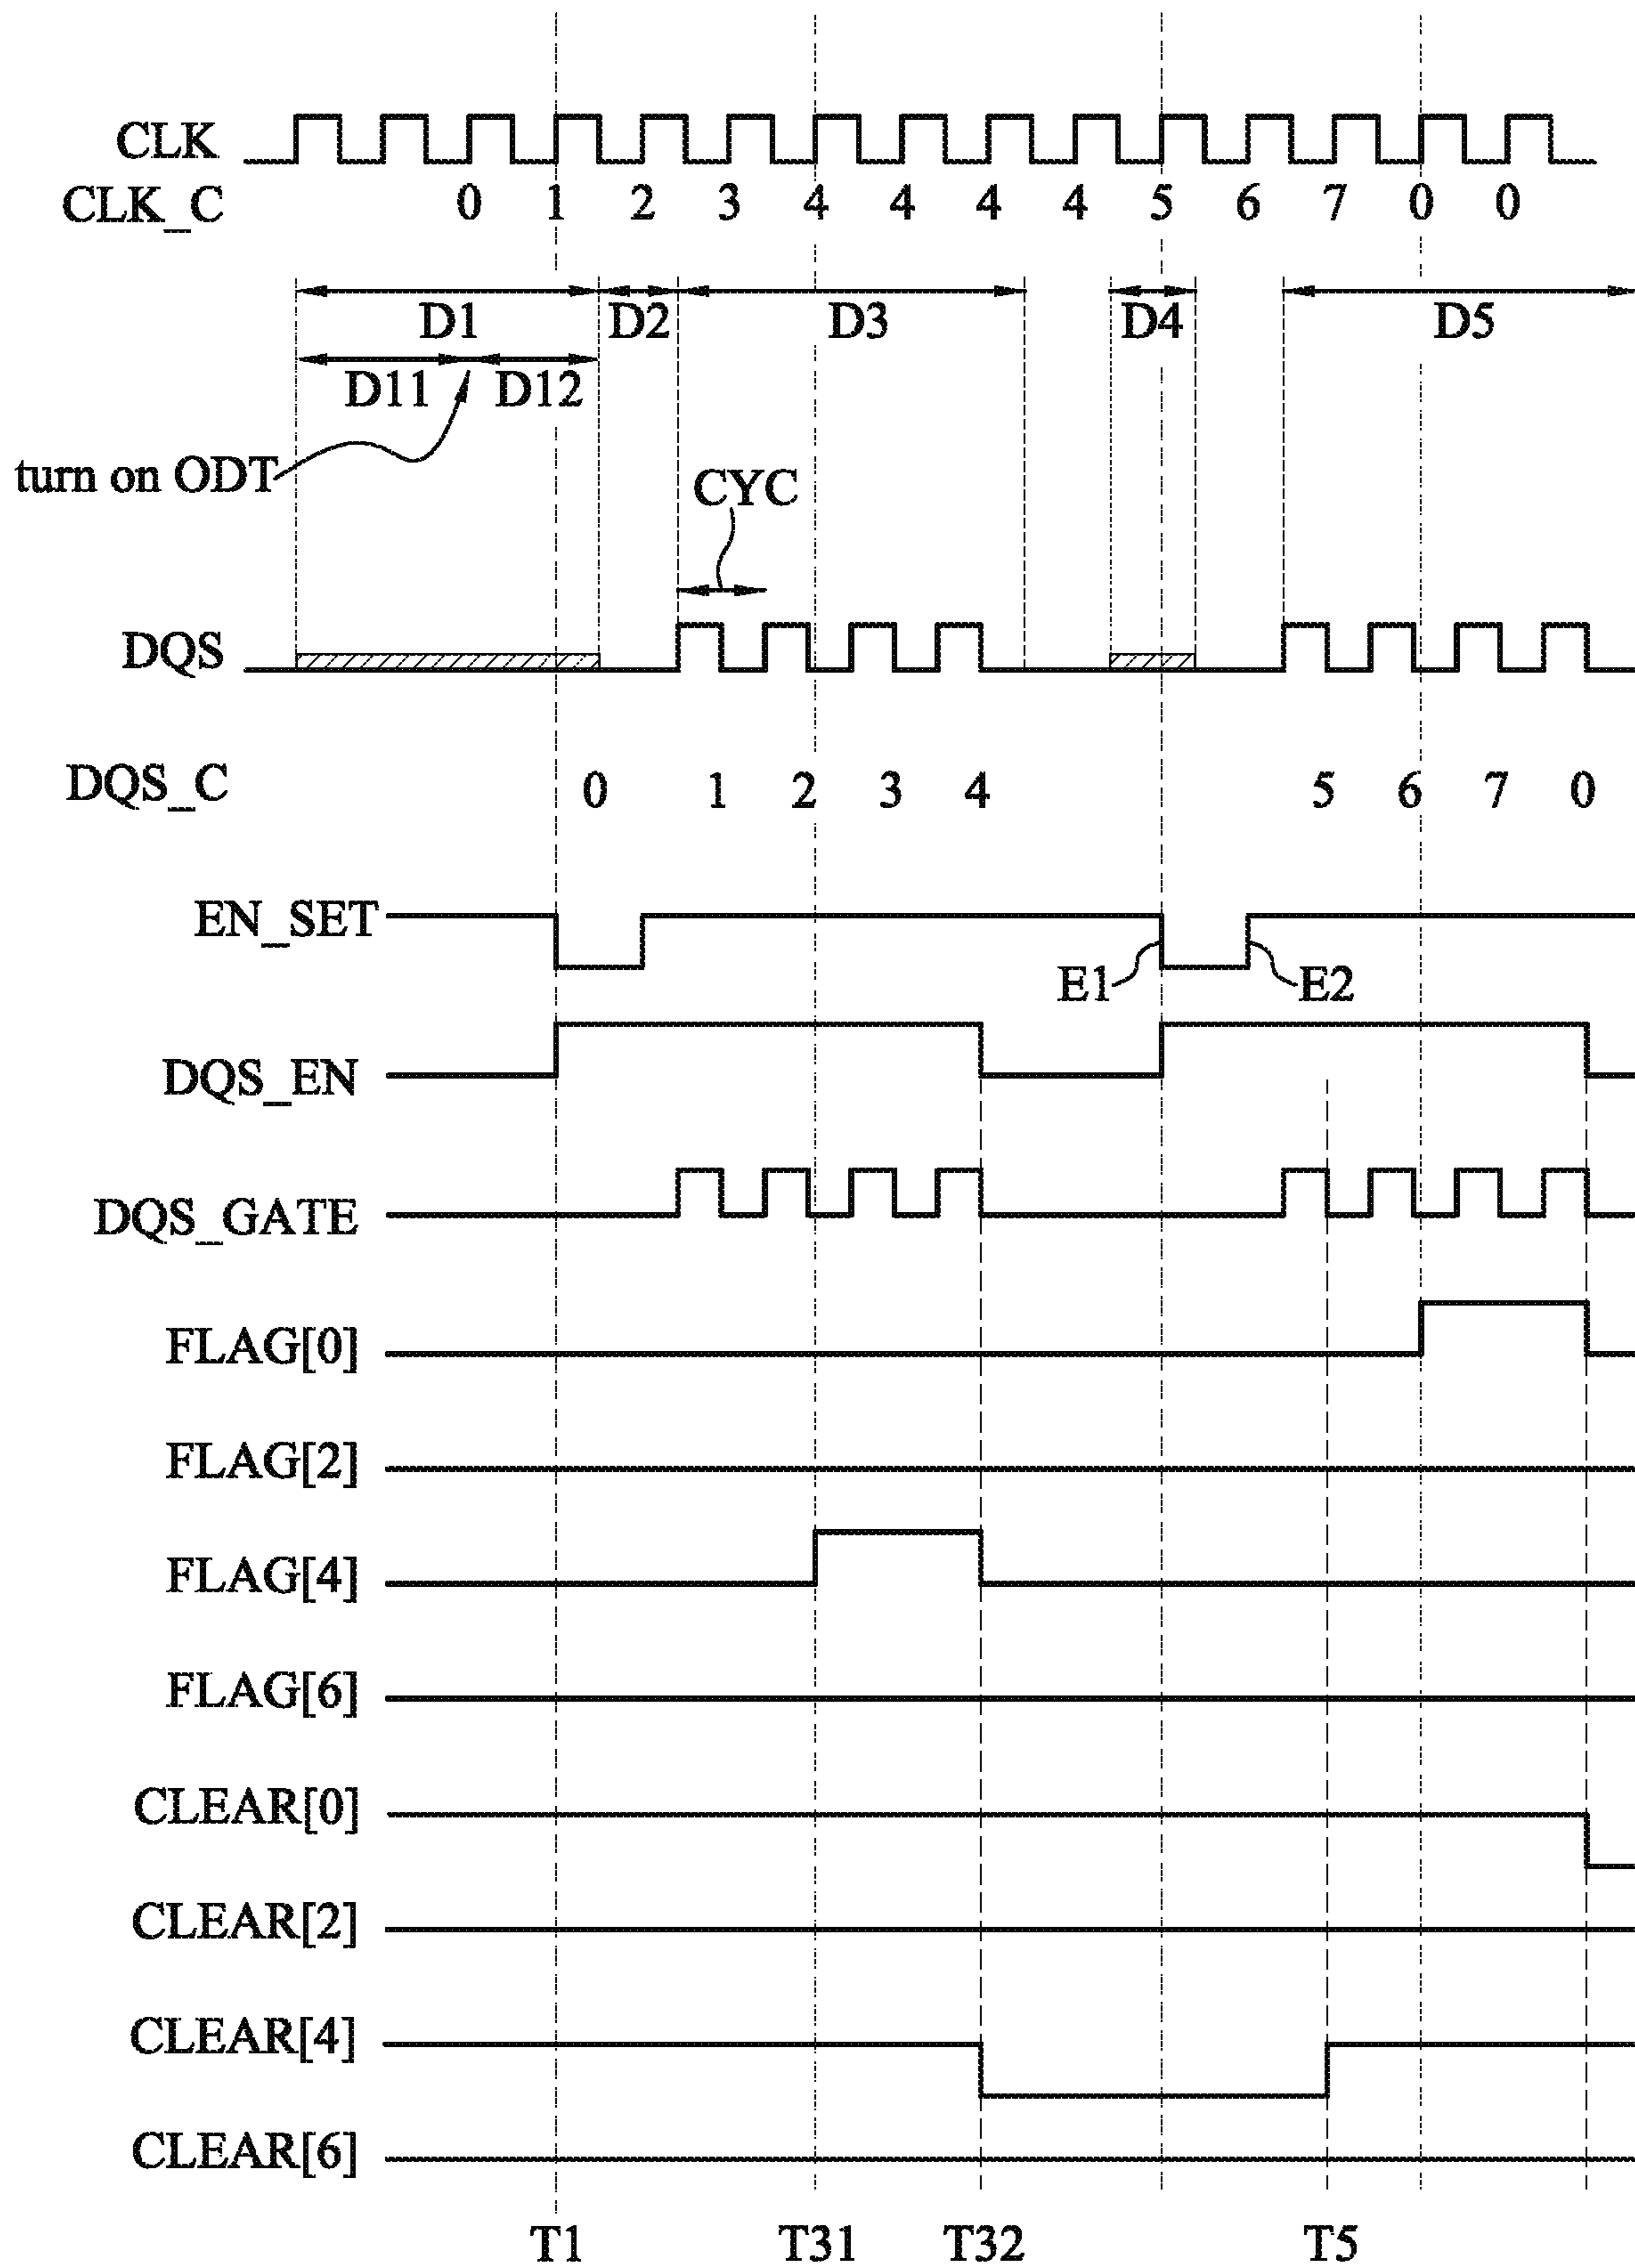 CLK
CLK_C 0 1 2 3 4 4 4 4 5 6 7 0 0
D1 D2 D3 D4 D5
D11 D12
turn on ODT
CYC
DQS
DQS_C 0 1 2 3 4 5 6 7 0
EN_SET
E1 E2
DQS_EN
DQS_GATE
FLAG[0]
FLAG[2]
FLAG[4]
FLAG[6]
CLEAR[0]
CLEAR[2]
CLEAR[4]
CLEAR[6]
T1 T31 T32 T5